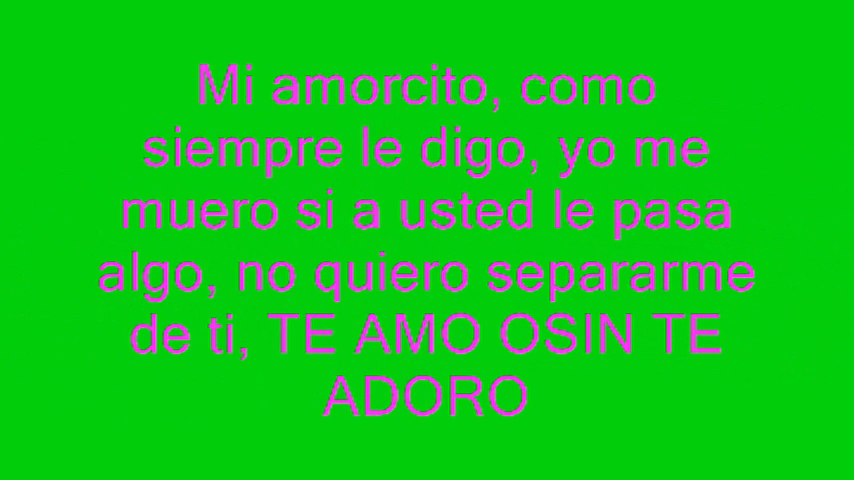 Mi amorcito, como
siempre le digo, yo me
muero si a usted le pasa
algo, no quiero separarme
de ti, TE AMO OSIN TE
ADORO